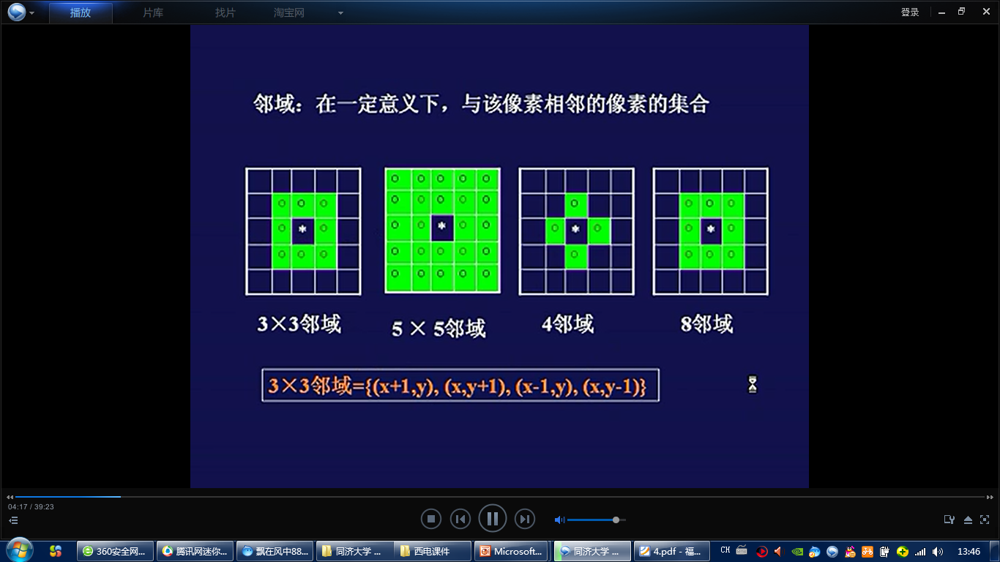 播放 片库 找片 淘宝网 登录
邻域：在一定意义下，与该像素相邻的像素的集合
3×3邻域 5 × 5邻域 4邻域 8邻域
3×3邻域={(x+1,y), (x,y+1), (x-1,y), (x,y-1)}
04:17 / 39:23
360安全网... 腾讯网迷你... 飘在风中88... 同济大学 ... 西电课件 Microsoft... 同济大学 ... 4.pdf - 福... CH 13:46